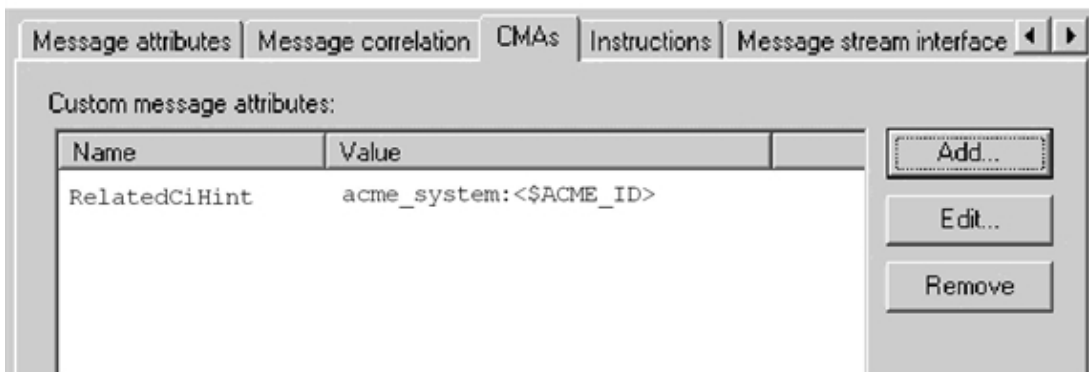 Message attributes Message correlation CMAs Instructions Message stream interface
Custom message attributes:
Name Value
Add...
RelatedCiHint acme_system:<$ACME_ID>
Edit...
Remove